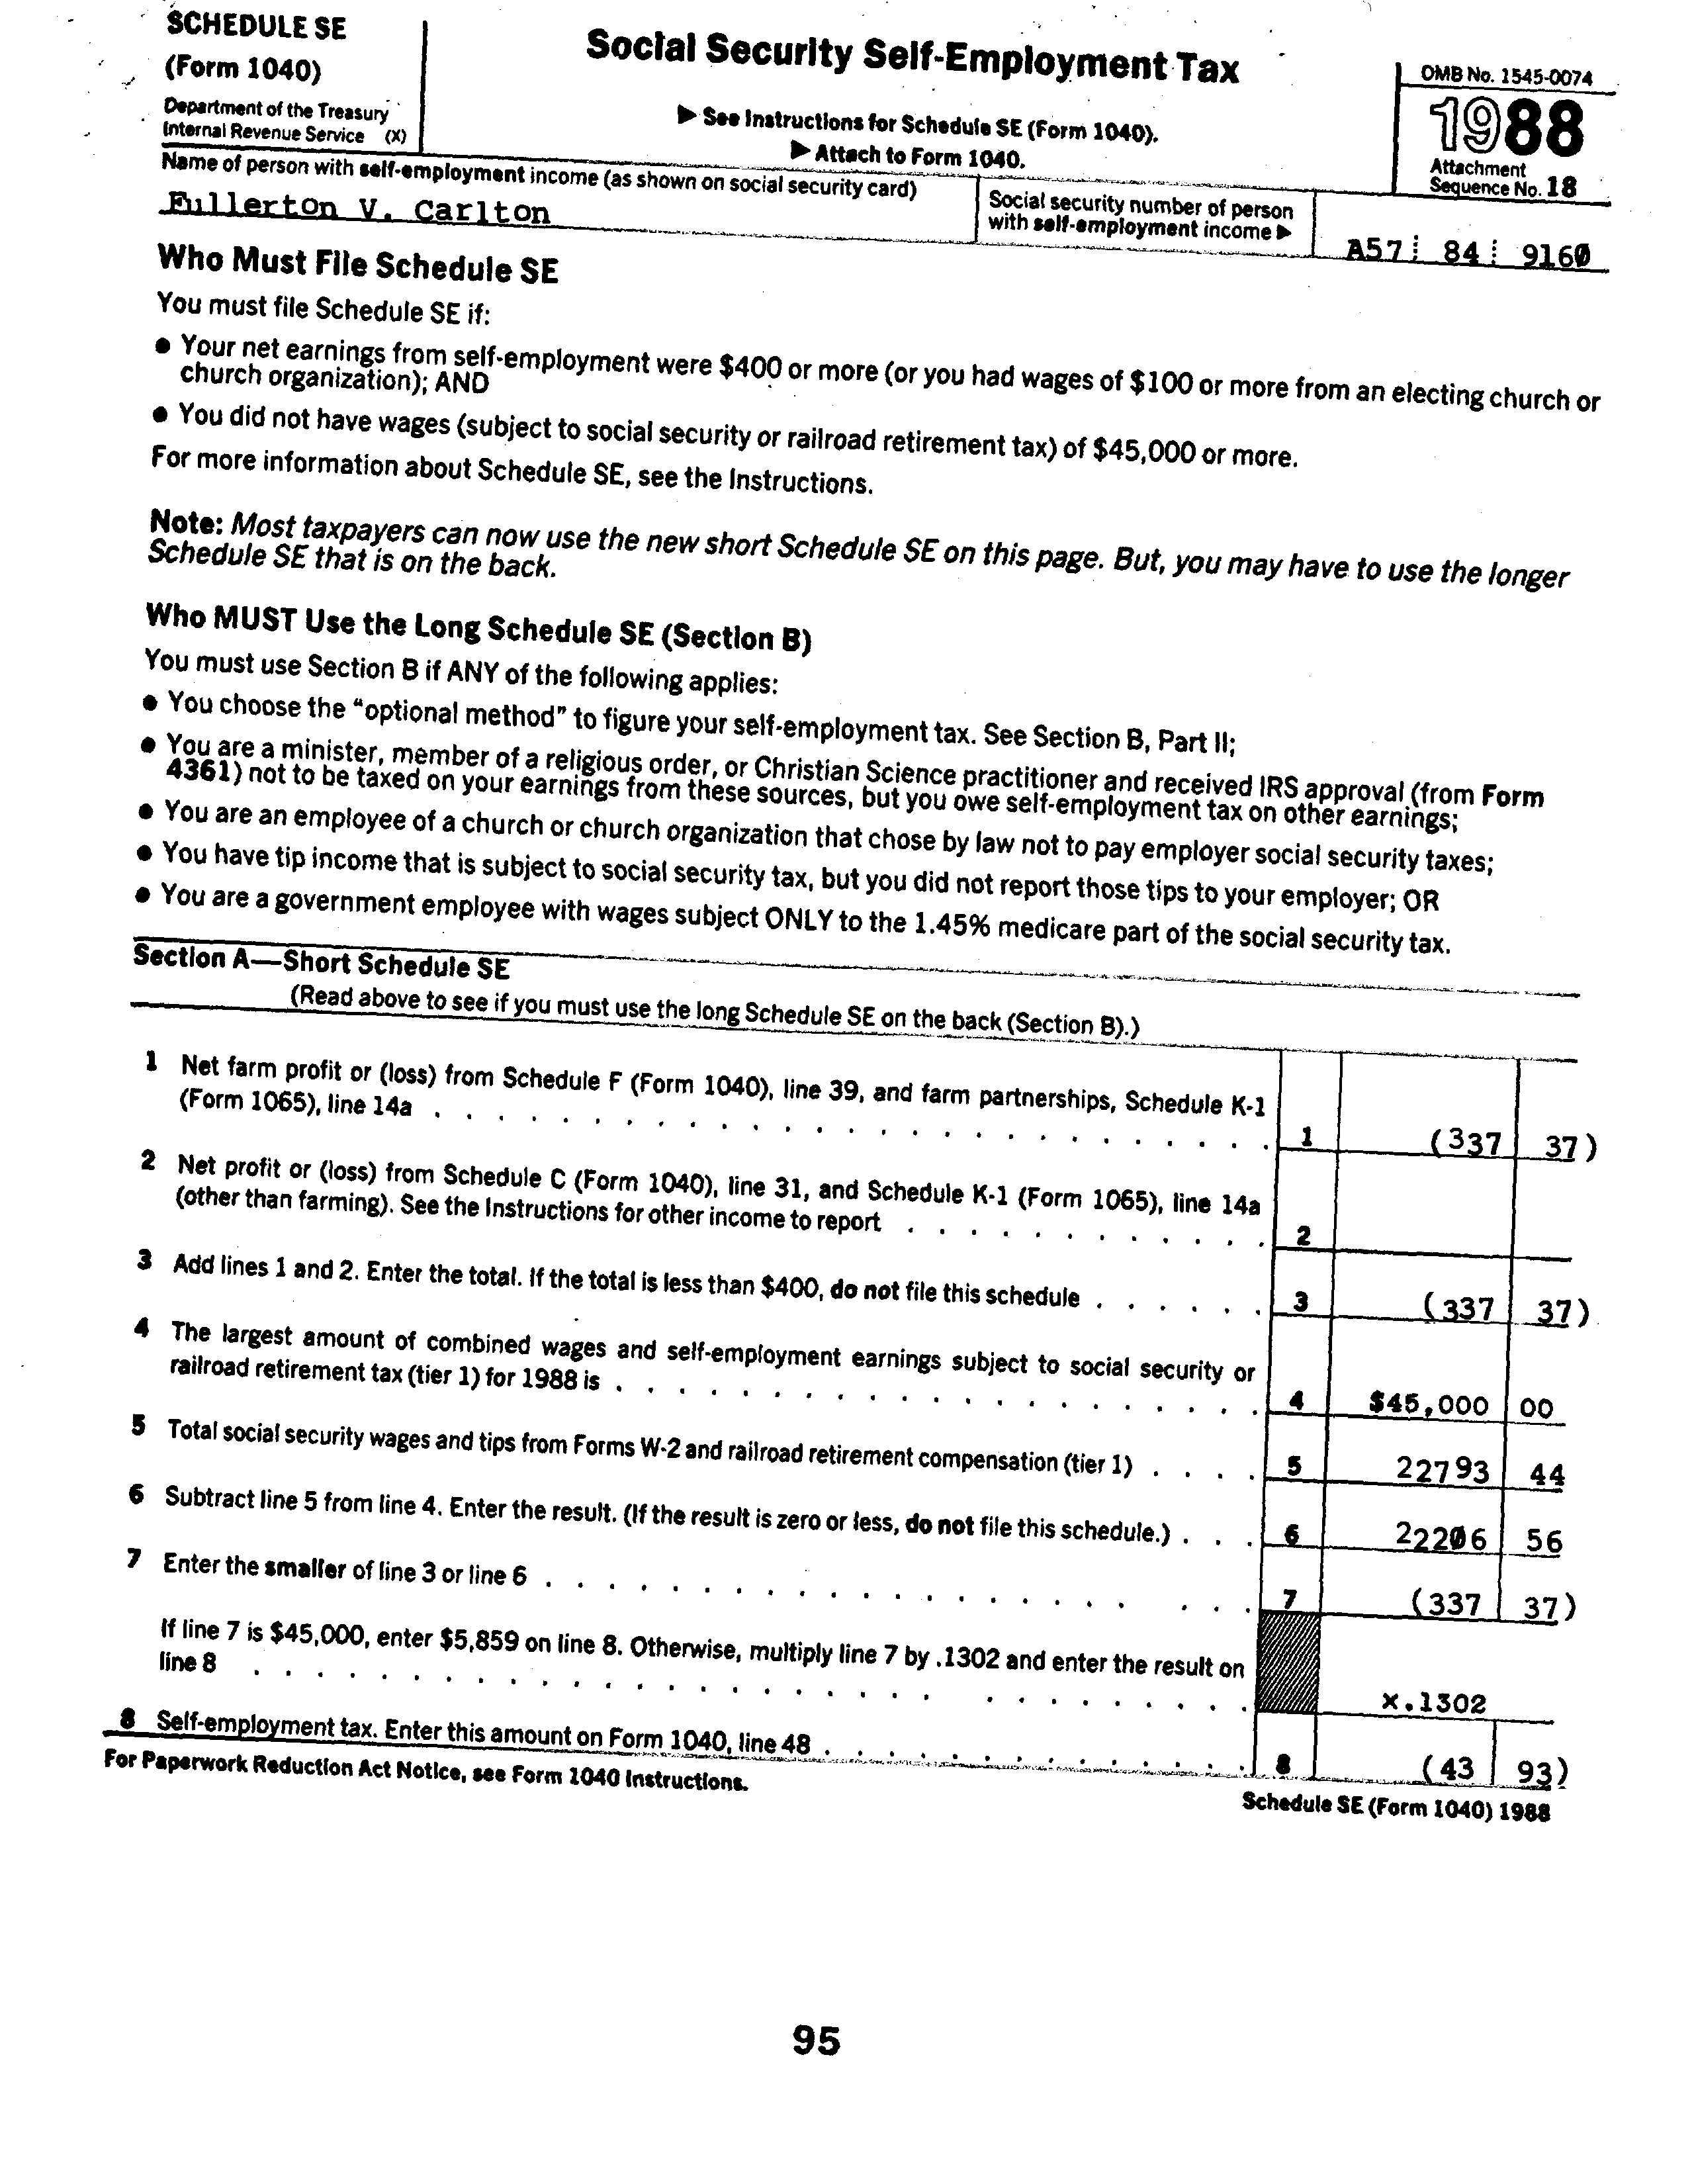 SCHEDULE SE
(Form 1040)
Department of the Treasury
Internal Revenue Service (X)
Social Security Self-Employment Tax
▶ See Instructions for Schedule SE (Form 1040).
▶ Attach to Form 1040.
OMB No. 1545-0074
1988
Attachment
Sequence No. 18
Name of person with self-employment income (as shown on social security card)
Fullerton V. Carlton
Social security number of person
with self-employment income ▶
A57 84 9160
Who Must File Schedule SE
You must file Schedule SE if:
● Your net earnings from self-employment were $400 or more (or you had wages of $100 or more from an electing church or
church organization); AND
● You did not have wages (subject to social security or railroad retirement tax) of $45,000 or more.
For more information about Schedule SE, see the Instructions.
Note: Most taxpayers can now use the new short Schedule SE on this page. But, you may have to use the longer
Schedule SE that is on the back.
Who MUST Use the Long Schedule SE (Section B)
You must use Section B if ANY of the following applies:
● You choose the “optional method” to figure your self-employment tax. See Section B, Part II;
● You are a minister, member of a religious order, or Christian Science practitioner and received IRS approval (from Form
4361) not to be taxed on your earnings from these sources, but you owe self-employment tax on other earnings;
● You are an employee of a church or church organization that chose by law not to pay employer social security taxes;
● You have tip income that is subject to social security tax, but you did not report those tips to your employer; OR
● You are a government employee with wages subject ONLY to the 1.45% medicare part of the social security tax.
Section A—Short Schedule SE
(Read above to see if you must use the long Schedule SE on the back (Section B).)
1 Net farm profit or (loss) from Schedule F (Form 1040), line 39, and farm partnerships, Schedule K-1
(Form 1065), line 14a . . . . . . . . . . . . . . . . . . . . . . . . . . . 1 (337 37)
2 Net profit or (loss) from Schedule C (Form 1040), line 31, and Schedule K-1 (Form 1065), line 14a
(other than farming). See the Instructions for other income to report . . . . . . . . . . . . 2
3 Add lines 1 and 2. Enter the total. If the total is less than $400, do not file this schedule . . . . . . 3 (337 37)
4 The largest amount of combined wages and self-employment earnings subject to social security or
railroad retirement tax (tier 1) for 1988 is . . . . . . . . . . . . . . . . . . . . . 4 $45,000 00
5 Total social security wages and tips from Forms W-2 and railroad retirement compensation (tier 1) . . . . 5 22793 44
6 Subtract line 5 from line 4. Enter the result. (If the result is zero or less, do not file this schedule.) . . . 6 22206 56
7 Enter the smaller of line 3 or line 6 . . . . . . . . . . . . . . . . . . . . . . 7 (337 37)
If line 7 is $45,000, enter $5,859 on line 8. Otherwise, multiply line 7 by .1302 and enter the result on
line 8 . . . . . . . . . . . . . . . . . . . . . . . . . . . . . . . x.1302
8 Self-employment tax. Enter this amount on Form 1040, line 48 . . . . . . . . . . . . . . 8 (43 93)
For Paperwork Reduction Act Notice, see Form 1040 Instructions.
Schedule SE (Form 1040) 1988
95